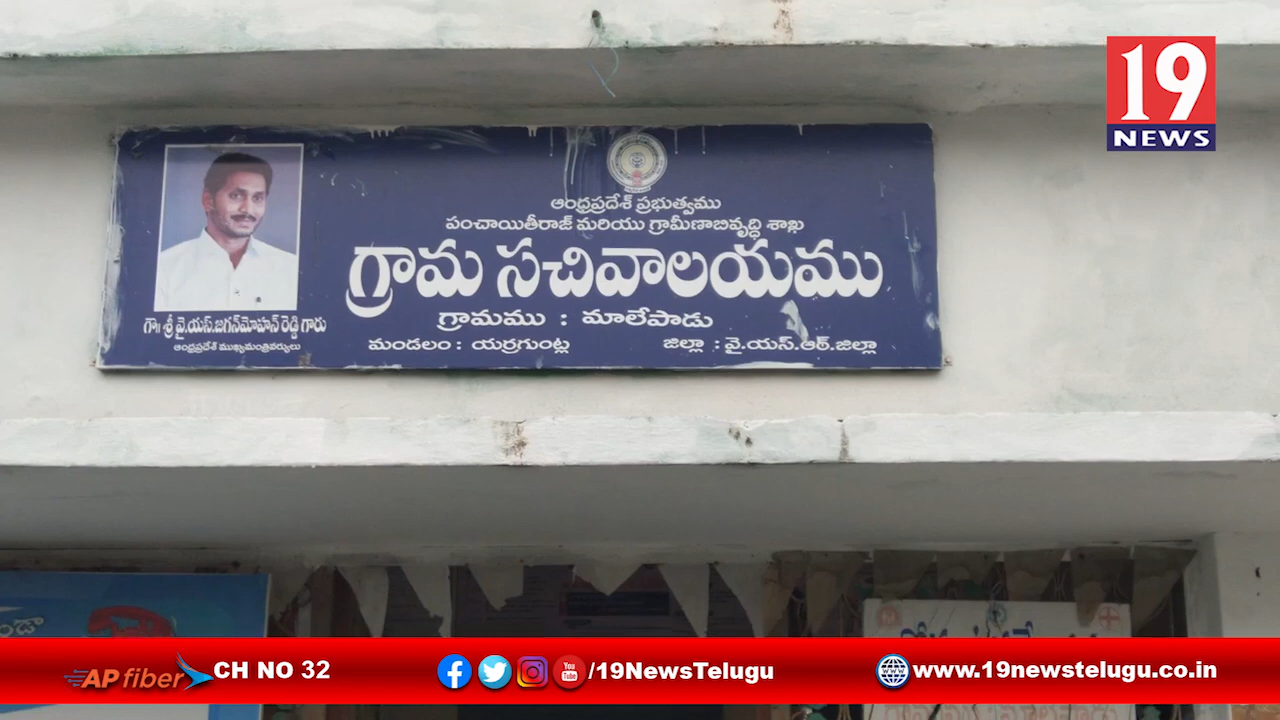 19
NEWS
ఆంధ్రప్రదేశ్ ప్రభుత్వము
పంచాయితీరాజ్ మరియు గ్రామీణాబివృద్ధి శాఖ
గ్రామ సచివాలయము
గ్రామము : మాలేపాడు
మండలం : యర్రగుంట్ల జిల్లా : వై.యస్.ఆర్.జిల్లా
గౌ॥ శ్రీ వై.యస్.జగన్‌మోహన్ రెడ్డి గారు
ఆంధ్రప్రదేశ్ ముఖ్యమంత్రివర్యులు
AP fiber CH NO 32
/19NewsTelugu
www.19newstelugu.co.in